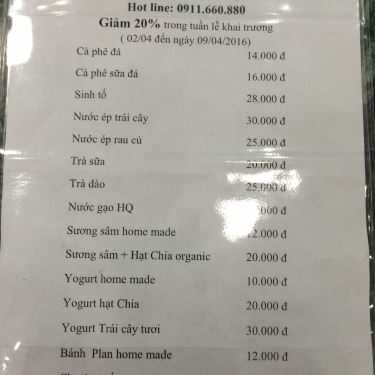 Hot line: 0911.660.880
Giảm 20% trong tuần lễ khai trương
( 02/04 đến ngày 09/04/2016)
Cà phê đá 14.000 đ
Cà phê sữa đá 16.000 đ
Sinh tố 28.000 đ
Nước ép trái cây 30.000 đ
Nước ép rau củ 25.000 đ
Trà sữa 20.000 đ
Trà đào 25.000 đ
Nước gạo HQ đ
Sương sâm home made 12.000 đ
Sương sâm + Hạt Chia organic 20.000 đ
Yogurt home made 10.000 đ
Yogurt hạt Chia 20.000 đ
Yogurt Trái cây tươi 30.000 đ
Bánh Plan home made 12.000 đ